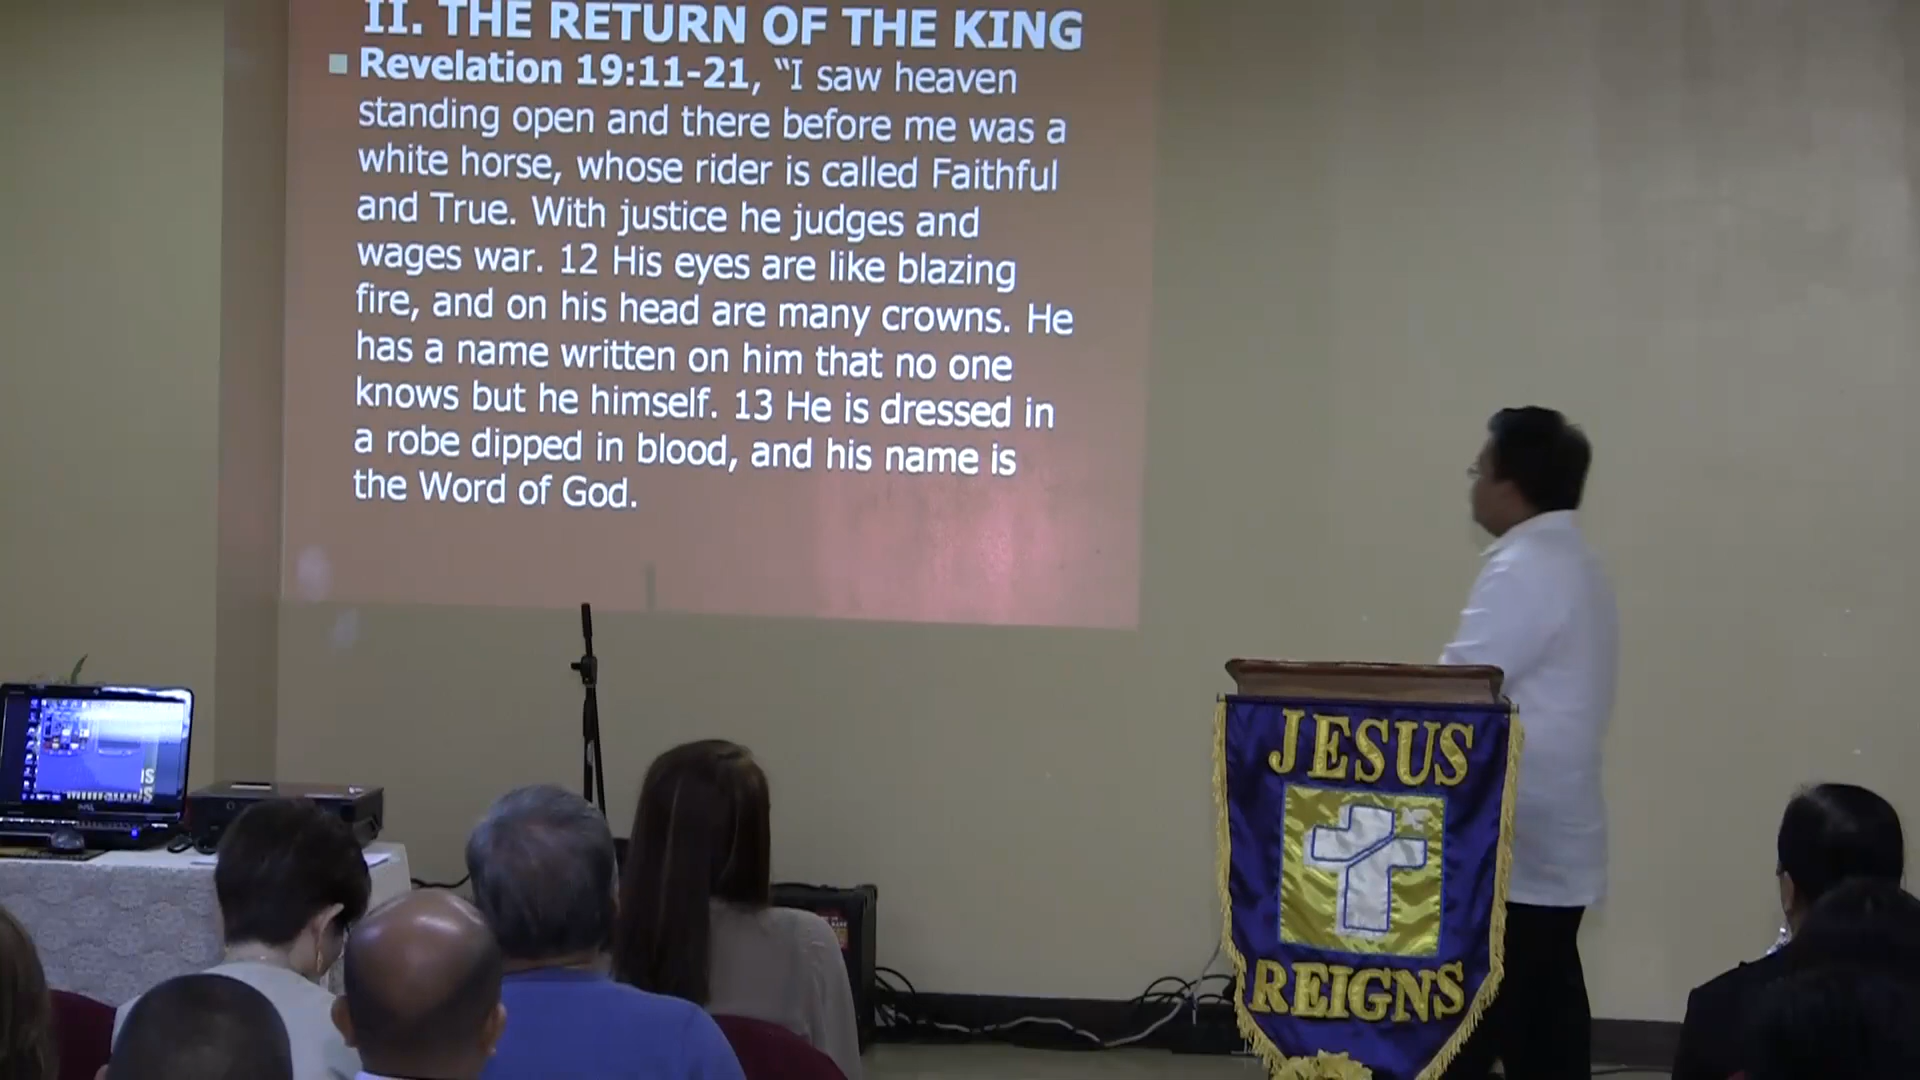 II. THE RETURN OF THE KING
Revelation 19:11-21, “I saw heaven
standing open and there before me was a
white horse, whose rider is called Faithful
and True. With justice he judges and
wages war. 12 His eyes are like blazing
fire, and on his head are many crowns. He
has a name written on him that no one
knows but he himself. 13 He is dressed in
a robe dipped in blood, and his name is
the Word of God.
JESUS
REIGNS
IS
DELL